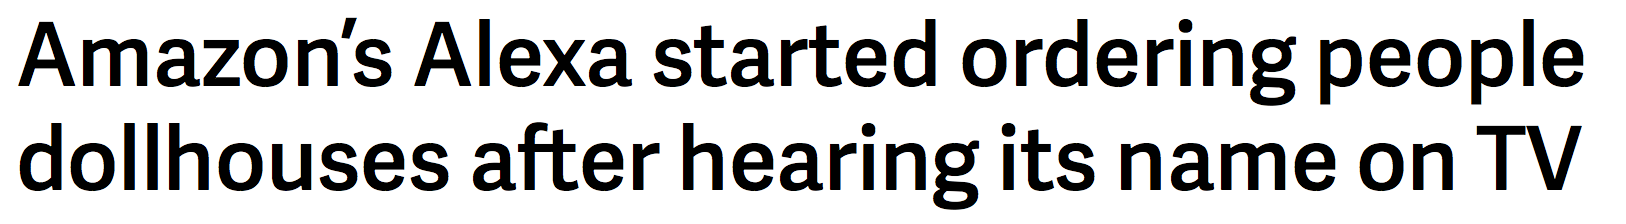 Amazon’s Alexa started ordering people
dollhouses after hearing its name on TV